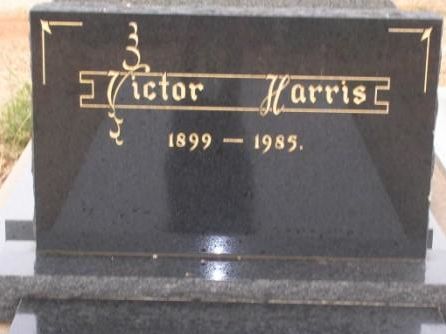 Victor Harris
1899 — 1985.